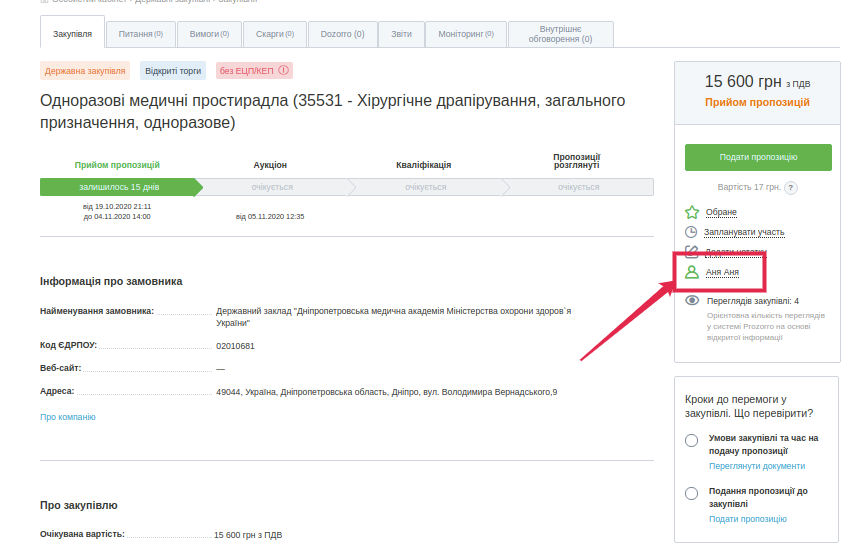 Особистий кабінет › Державні закупівлі › Закупівля
Закупівля
Питання (0)
Вимоги (0)
Скарги (0)
Dozorro (0)
Звіти
Моніторинг (0)
Внутрішнє
обговорення (0)
Державна закупівля
Відкриті торги
без ЕЦП/КЕП
Одноразові медичні простирадла (35531 - Хірургічне драпірування, загального
призначення, одноразове)
Прийом пропозицій
Аукціон
Кваліфікація
Пропозиції
розглянуті
залишилось 15 днів
очікується
очікується
очікується
від 19.10.2020 21:11
до 04.11.2020 14:00
від 05.11.2020 12:35
Інформація про замовника
Найменування замовника:
Державний заклад "Дніпропетровська медична академія Міністерства охорони здоров`я
України"
Код ЄДРПОУ:
02010681
Веб-сайт:
—
Адреса:
49044, Україна, Дніпропетровська область, Дніпро, вул. Володимира Вернадського,9
Про компанію
Про закупівлю
Очікувана вартість:
15 600 грн з ПДВ
15 600 грн з ПДВ
Прийом пропозицій
Подати пропозицію
Вартість 17 грн. ?
Обране
Запланувати участь
Додати нотатку
Аня Аня
Переглядів закупівлі: 4
Орієнтовна кількість переглядів
у системі Prozorro на основі
відкритої інформації
Кроки до перемоги у
закупівлі. Що перевірити?
Умови закупівлі та час на
подачу пропозиції
Переглянути документи
Подання пропозиції до
закупівлі
Подати пропозицію